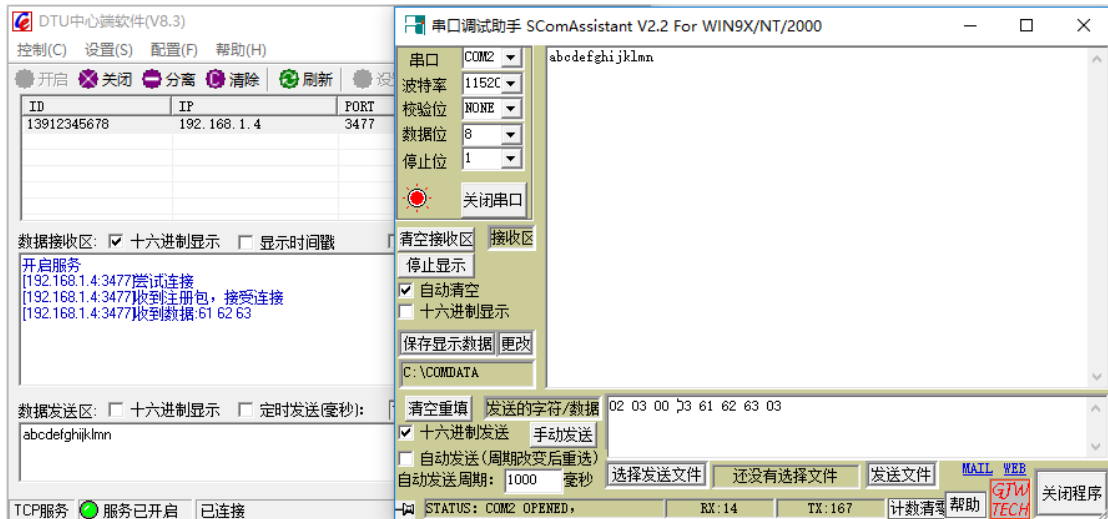 DTU中心端软件(V8.3)
控制(C) 设置(S) 配置(F) 帮助(H)
开启 关闭 分离 清除 刷新 设
ID IP PORT
13912345678 192.168.1.4 3477
数据接收区: 十六进制显示 显示时间戳
开启服务
[192.168.1.4:3477]尝试连接
[192.168.1.4:3477]收到注册包，接受连接
[192.168.1.4:3477]收到数据:61 62 63
数据发送区: 十六进制显示 定时发送(毫秒):
abcdefghijklmn
TCP服务 服务已开启 已连接
串口调试助手 SComAssistant V2.2 For WIN9X/NT/2000
串口 COM2
波特率 11520
校验位 NONE
数据位 8
停止位 1
关闭串口
清空接收区 接收区
停止显示
自动清空
十六进制显示
保存显示数据 更改
C:\COMDATA
abcdefghijklmn
清空重填 发送的字符/数据 02 03 00 03 61 62 63 03
十六进制发送 手动发送
自动发送(周期改变后重选)
自动发送周期: 1000 毫秒 选择发送文件 还没有选择文件 发送文件 MAIL WEB
STATUS: COM2 OPENED, RX:14 TX:167 计数清零 帮助 GJW TECH 关闭程序